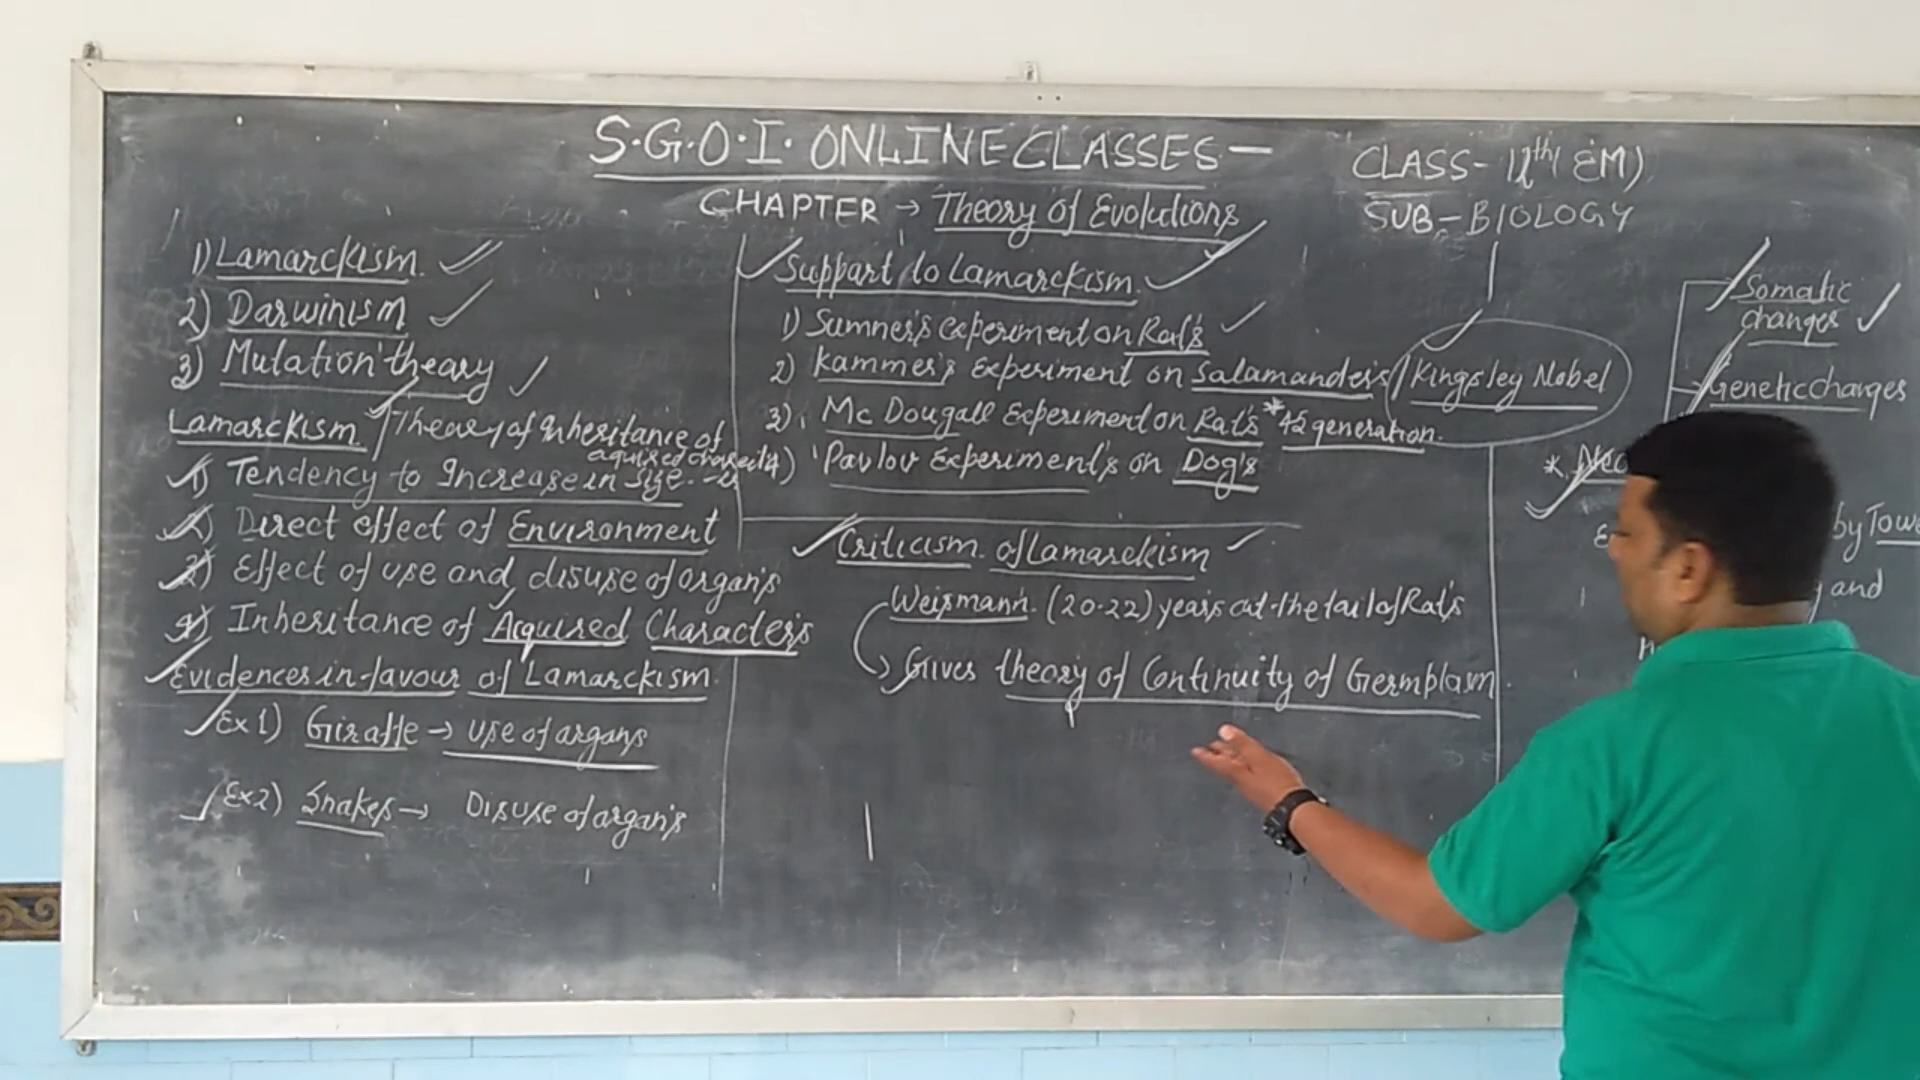 S.G.O.I. ONLINE CLASSES —
CHAPTER → Theory of Evolutions
CLASS - 12th (EM)
SUB - BIOLOGY
1) Lamarckism.
2) Darwinism
3) Mutation theory
Lamarckism / Theory of Inheritance of
aquired characters
1) Tendency to Increase in size.
2) Direct effect of Environment
3) Effect of use and disuse of organ's
4) Inheritance of Acquired Character's
Evidences in favour of Lamarckism
Ex 1) Giraffe → use of organs
Ex 2) Snakes → Disuse of organ's
Support to Lamarckism.
1) Sumner's experiment on Rat's
2) Kammer's Experiment on Salamander's / Kingsley Nobel
3) Mc Dougall Experiment on Rat's * 45 generation.
4) Pavlov Experiment's on Dog's
Criticism of Lamarckism
Weismann. (20-22) years cut the tail of Rat's
Gives theory of Continuity of Germplasm
Somatic
changes
Genetic changes
by
and